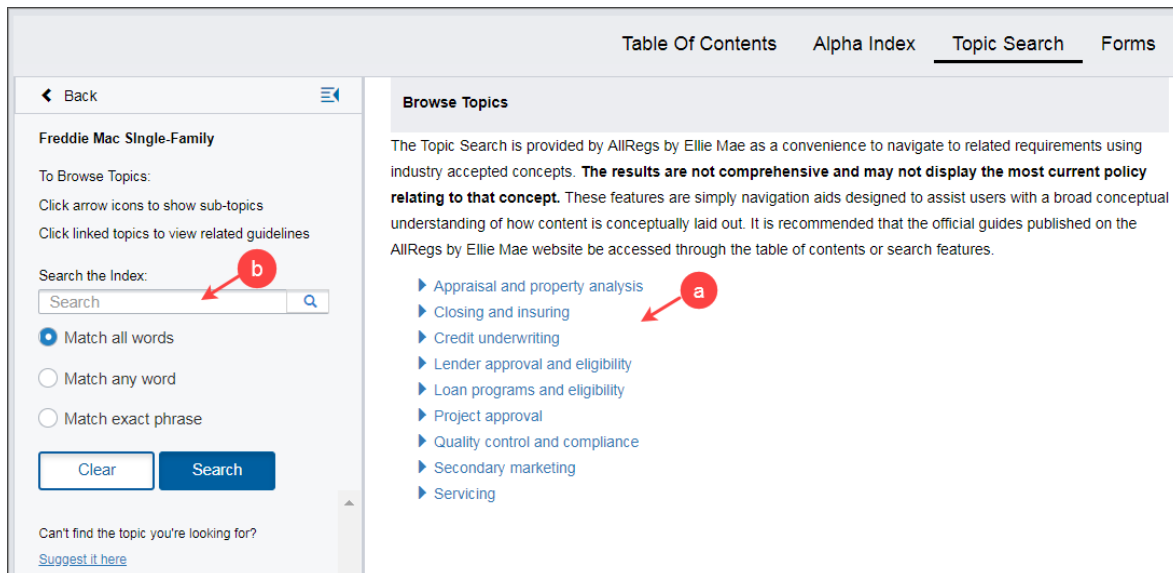 Table Of Contents Alpha Index Topic Search Forms
Back
Freddie Mac SIngle-Family
To Browse Topics:
Click arrow icons to show sub-topics
Click linked topics to view related guidelines
Search the Index:
b
Search
Match all words
Match any word
Match exact phrase
Clear Search
Can't find the topic you're looking for?
Suggest it here
Browse Topics
The Topic Search is provided by AllRegs by Ellie Mae as a convenience to navigate to related requirements using
industry accepted concepts. The results are not comprehensive and may not display the most current policy
relating to that concept. These features are simply navigation aids designed to assist users with a broad conceptual
understanding of how content is conceptually laid out. It is recommended that the official guides published on the
AllRegs by Ellie Mae website be accessed through the table of contents or search features.
Appraisal and property analysis
a
Closing and insuring
Credit underwriting
Lender approval and eligibility
Loan programs and eligibility
Project approval
Quality control and compliance
Secondary marketing
Servicing